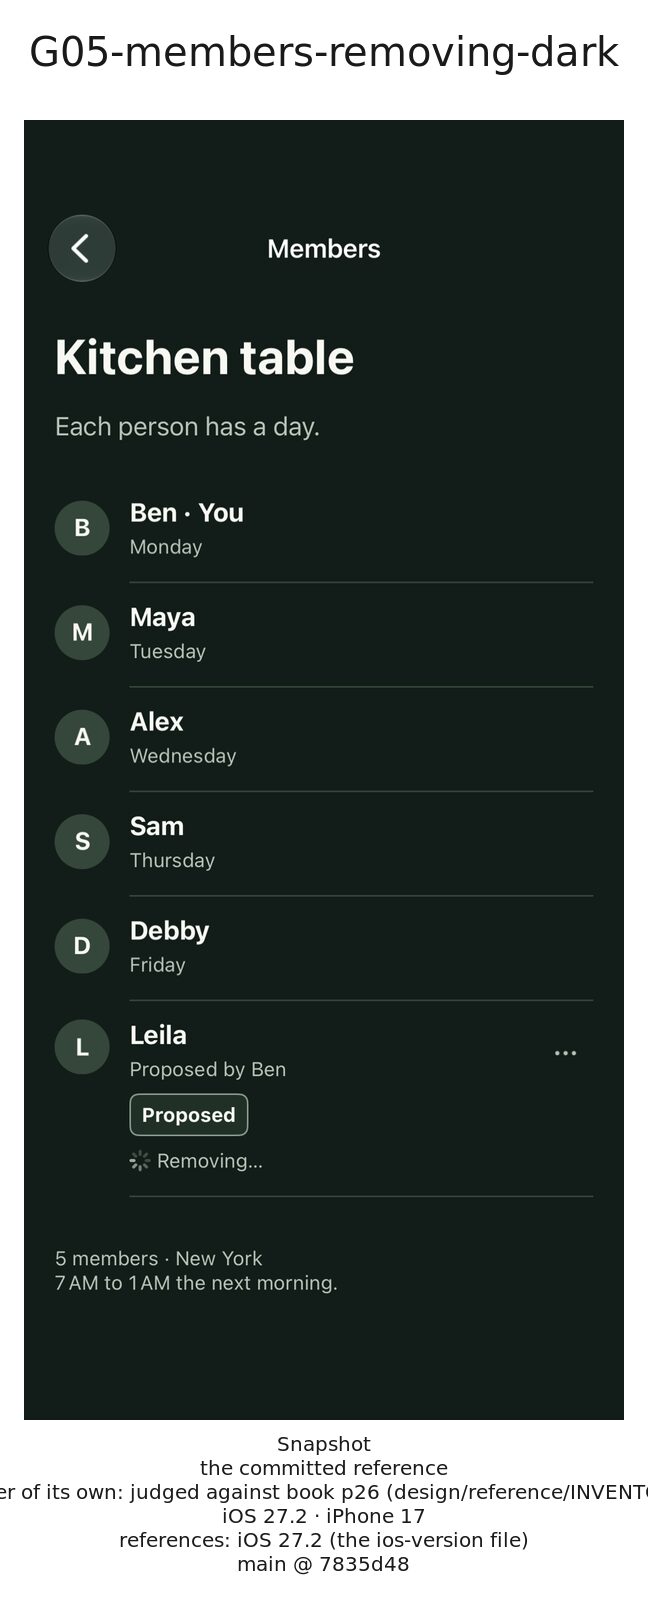 G05-members-removing-dark
Members
Kitchen table
Each person has a day.
B
Ben · You
Monday
M
Maya
Tuesday
A
Alex
Wednesday
S
Sam
Thursday
D
Debby
Friday
L
Leila
Proposed by Ben
Proposed
Removing...
5 members · New York
7 AM to 1 AM the next morning.
Snapshot
the committed reference
of its own: judged against book p26
iOS 27.2 · iPhone 17
references: iOS 27.2 (the ios-version file)
main @ 7835d48